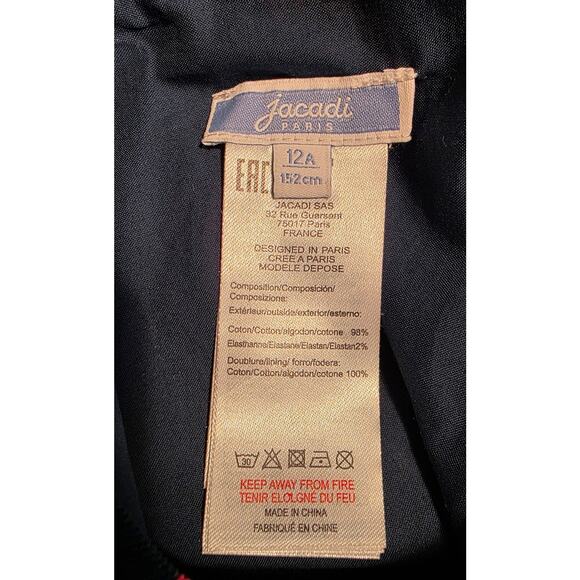 Jacadi
PARIS
12A
152cm
EAC
JACADI SAS
32 Rue Guersant
75017 Paris
FRANCE
DESIGNED IN PARIS
CREE A PARIS
MODELE DEPOSE
Composition/Composición/
Composizione:
Extérieur/outside/exterior/esterno:
Coton/Cotton/algodon/cotone 98%
Elasthanne/Elastane/Elastan/Elastan2%
Doublure/lining/ forro/fodera:
Coton/Cotton/algodon/cotone 100%
30
KEEP AWAY FROM FIRE
TENIR ELOLGNÉ DU FEU
MADE IN CHINA
FABRIQUÉ EN CHINE